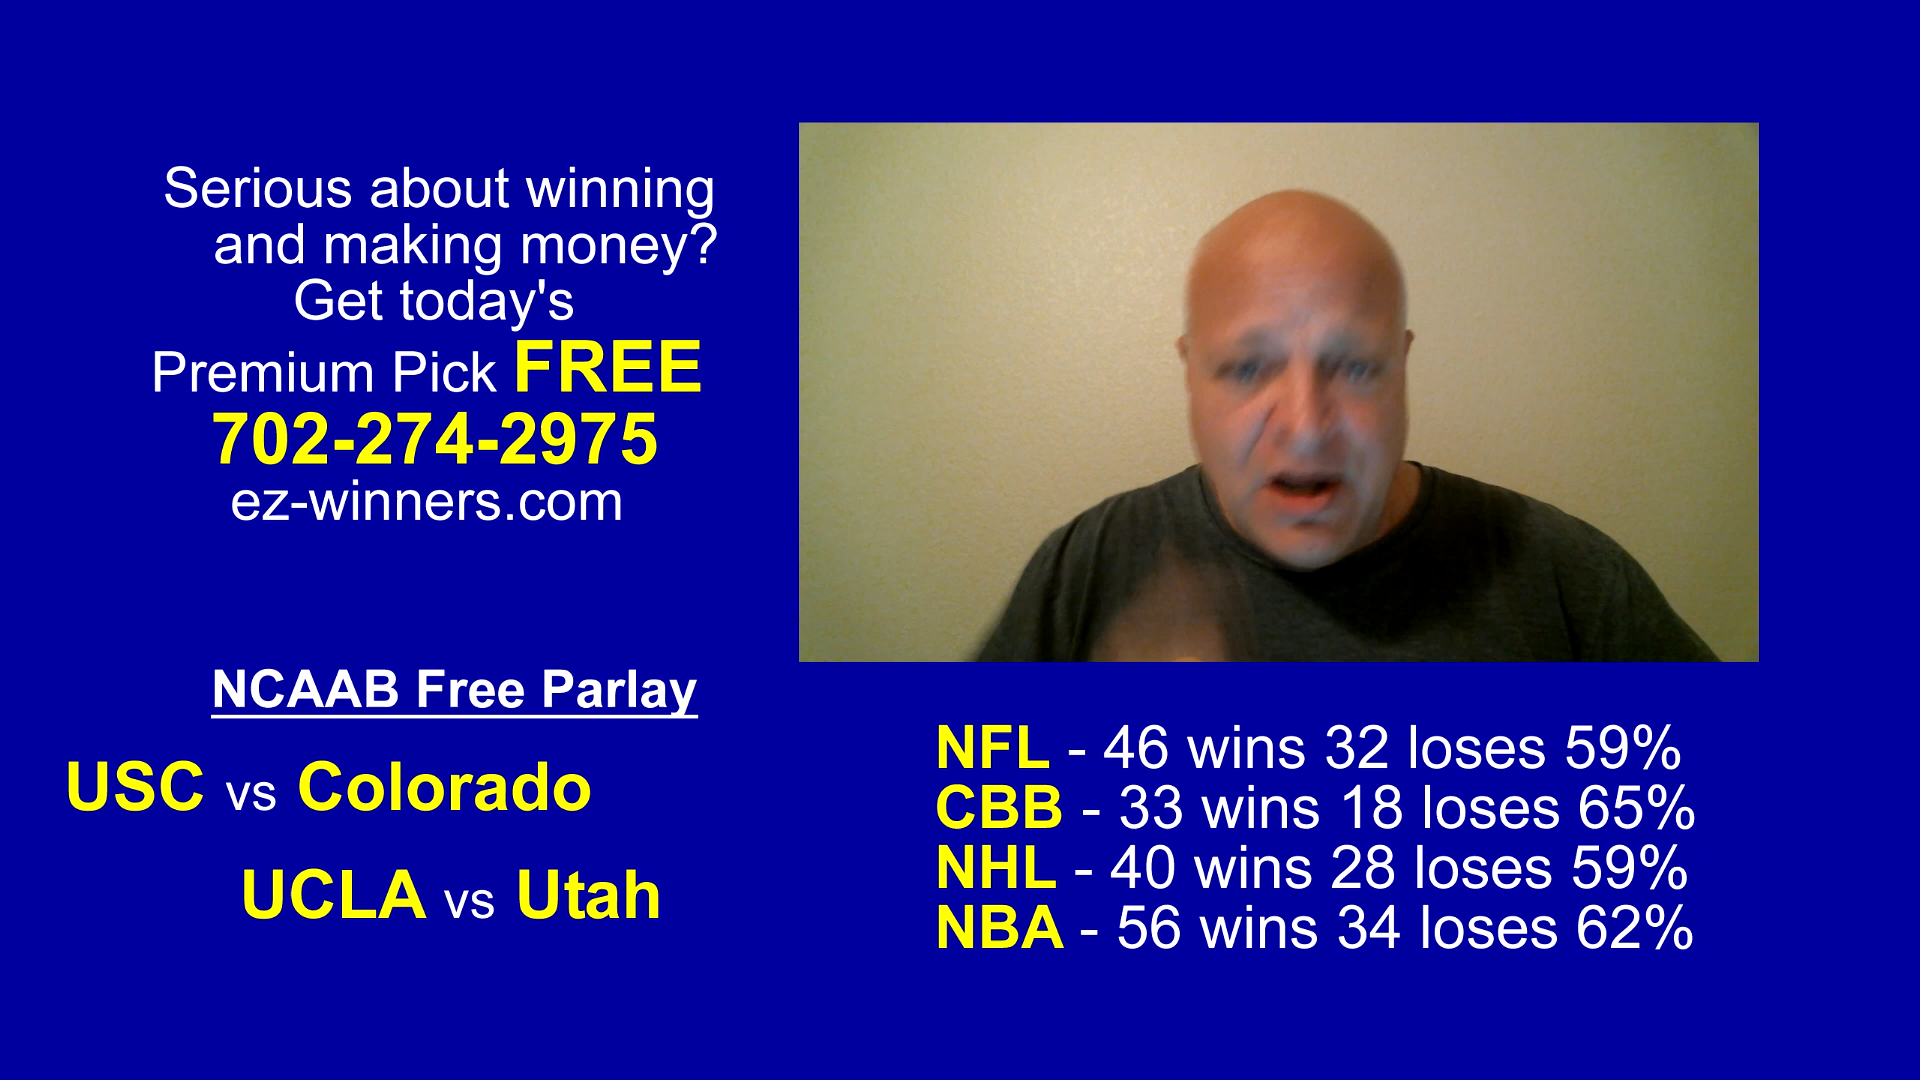 Serious about winning
and making money?
Get today's
Premium Pick FREE
702-274-2975
ez-winners.com
NCAAB Free Parlay
USC vs Colorado
UCLA vs Utah
NFL - 46 wins 32 loses 59%
CBB - 33 wins 18 loses 65%
NHL - 40 wins 28 loses 59%
NBA - 56 wins 34 loses 62%